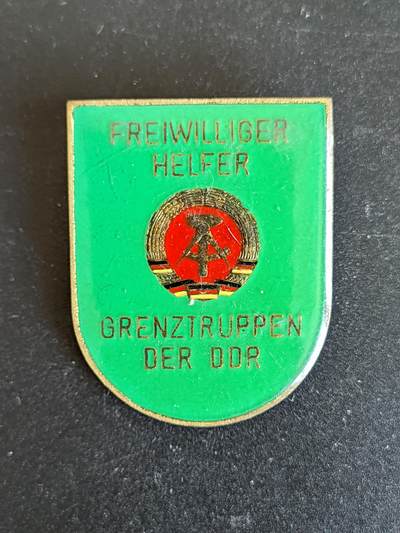 FREIWILLIGER
HELFER
GRENZTRUPPEN
DER DDR